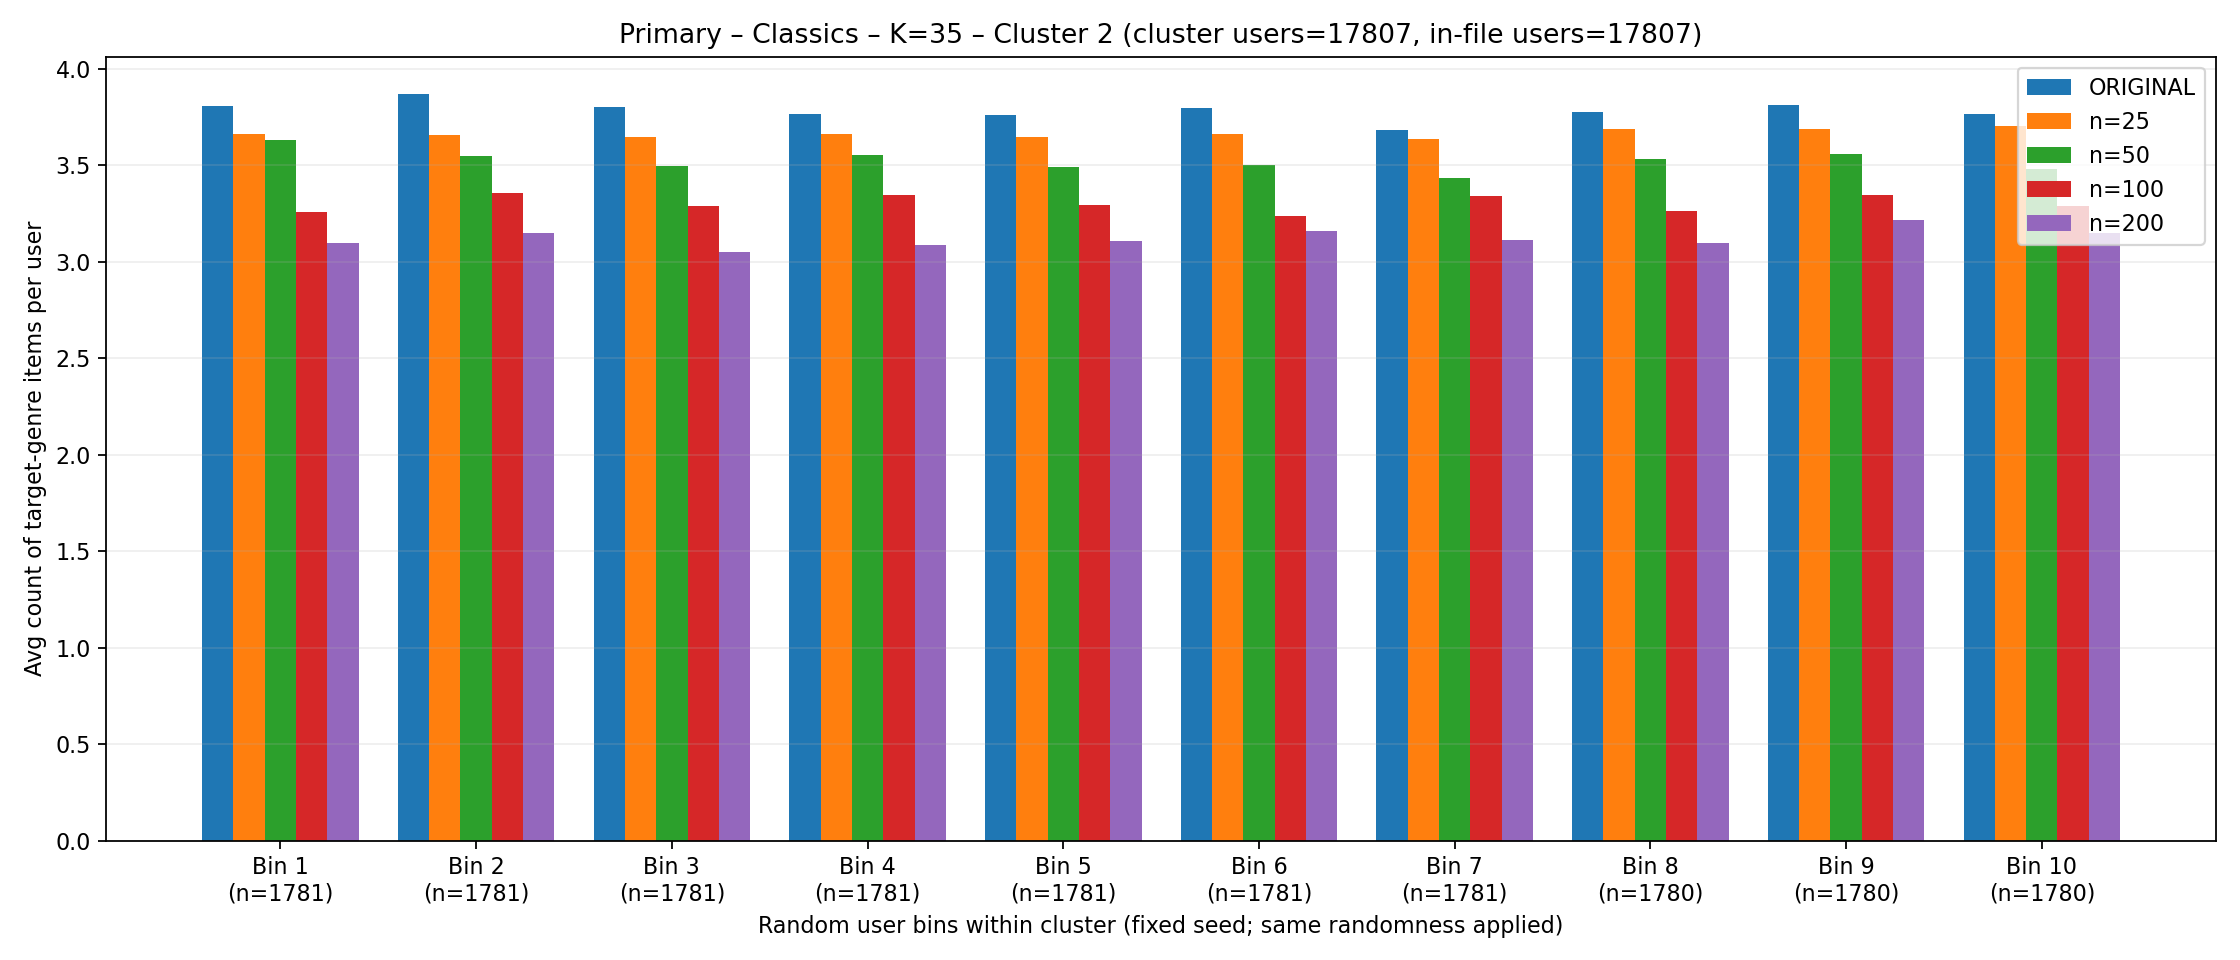 Primary – Classics – K=35 – Cluster 2 (cluster users=17807, in-file users=17807)
ORIGINAL
n=25
n=50
n=100
n=200
Avg count of target-genre items per user
4.0
3.5
3.0
2.5
2.0
1.5
1.0
0.5
0.0
Bin 1 Bin 2 Bin 3 Bin 4 Bin 5 Bin 6 Bin 7 Bin 8 Bin 9 Bin 10
(n=1781) (n=1781) (n=1781) (n=1781) (n=1781) (n=1781) (n=1781) (n=1780) (n=1780) (n=1780)
Random user bins within cluster (fixed seed; same randomness applied)